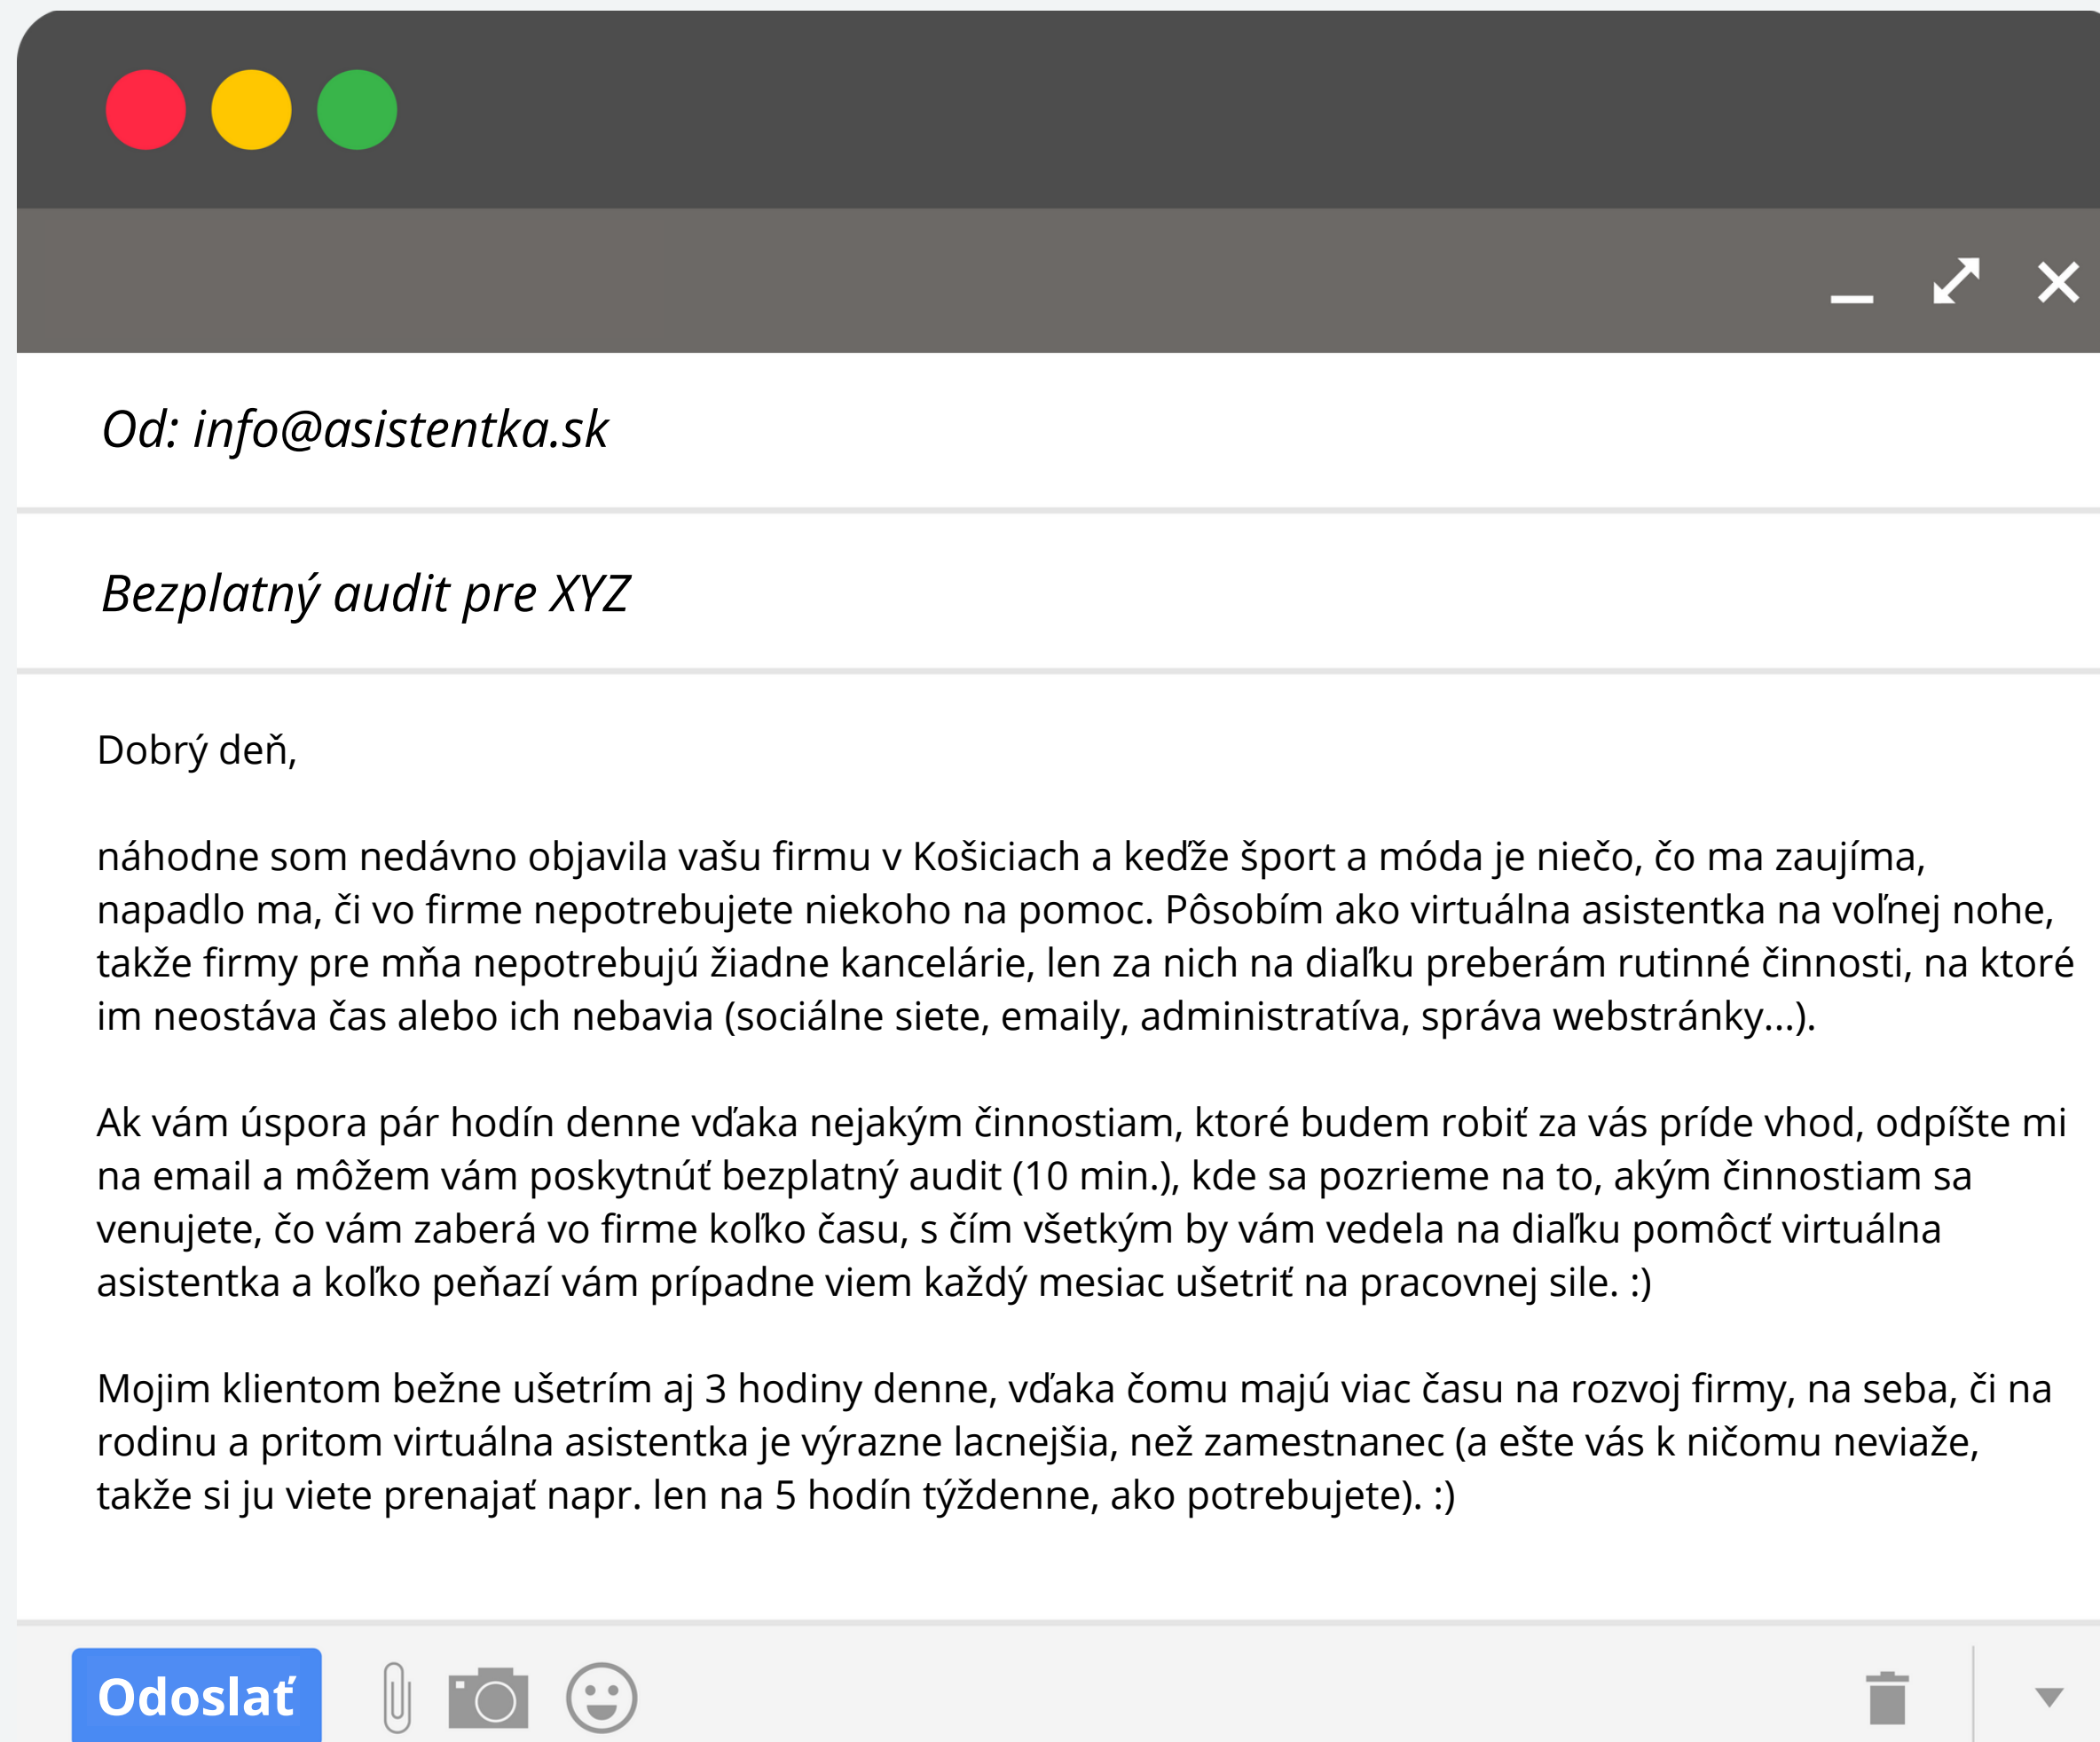 Od: info@asistentka.sk
Bezplatný audit pre XYZ
Dobrý deň,
náhodne som nedávno objavila vašu firmu v Košiciach a keďže šport a móda je niečo, čo ma zaujíma,
napadlo ma, či vo firme nepotrebujete niekoho na pomoc. Pôsobím ako virtuálna asistentka na voľnej nohe,
takže firmy pre mňa nepotrebujú žiadne kancelárie, len za nich na diaľku preberám rutinné činnosti, na ktoré
im neostáva čas alebo ich nebavia (sociálne siete, emaily, administratíva, správa webstránky...).
Ak vám úspora pár hodín denne vďaka nejakým činnostiam, ktoré budem robiť za vás príde vhod, odpíšte mi
na email a môžem vám poskytnúť bezplatný audit (10 min.), kde sa pozrieme na to, akým činnostiam sa
venujete, čo vám zaberá vo firme koľko času, s čím všetkým by vám vedela na diaľku pomôcť virtuálna
asistentka a koľko peňazí vám prípadne viem každý mesiac ušetriť na pracovnej sile. :)
Mojim klientom bežne ušetrím aj 3 hodiny denne, vďaka čomu majú viac času na rozvoj firmy, na seba, či na
rodinu a pritom virtuálna asistentka je výrazne lacnejšia, než zamestnanec (a ešte vás k ničomu neviaže,
takže si ju viete prenajať napr. len na 5 hodín týždenne, ako potrebujete). :)
Odoslať